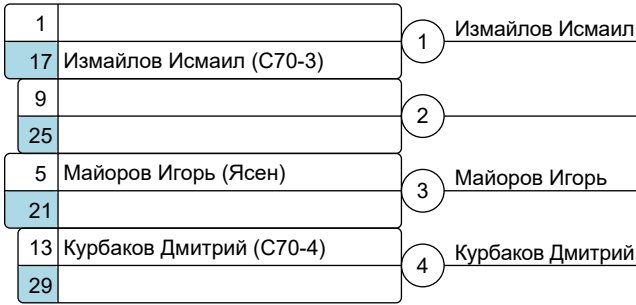 1
17 Измайлов Исмаил (С70-3)
1 Измайлов Исмаил
9
25
2
5 Майоров Игорь (Ясен)
21
3 Майоров Игорь
13 Курбаков Дмитрий (С70-4)
29
4 Курбаков Дмитрий